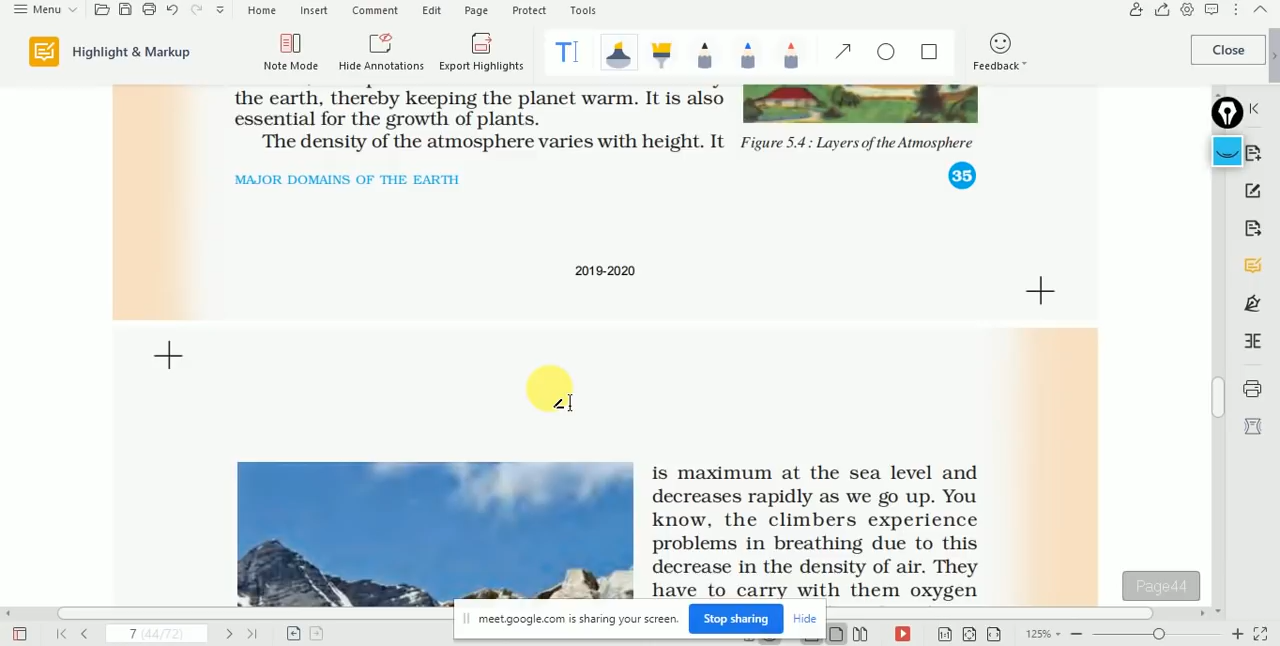 Menu
Home Insert Comment Edit Page Protect Tools
Highlight & Markup
Note Mode
Hide Annotations
Export Highlights
Feedback
Close
the earth, thereby keeping the planet warm. It is also
essential for the growth of plants.
The density of the atmosphere varies with height. It
Figure 5.4 : Layers of the Atmosphere
MAJOR DOMAINS OF THE EARTH
35
2019-2020
is maximum at the sea level and
decreases rapidly as we go up. You
know, the climbers experience
problems in breathing due to this
decrease in the density of air. They
have to carry with them oxygen
Page44
meet.google.com is sharing your screen. Stop sharing Hide
7 (44/72)
125%